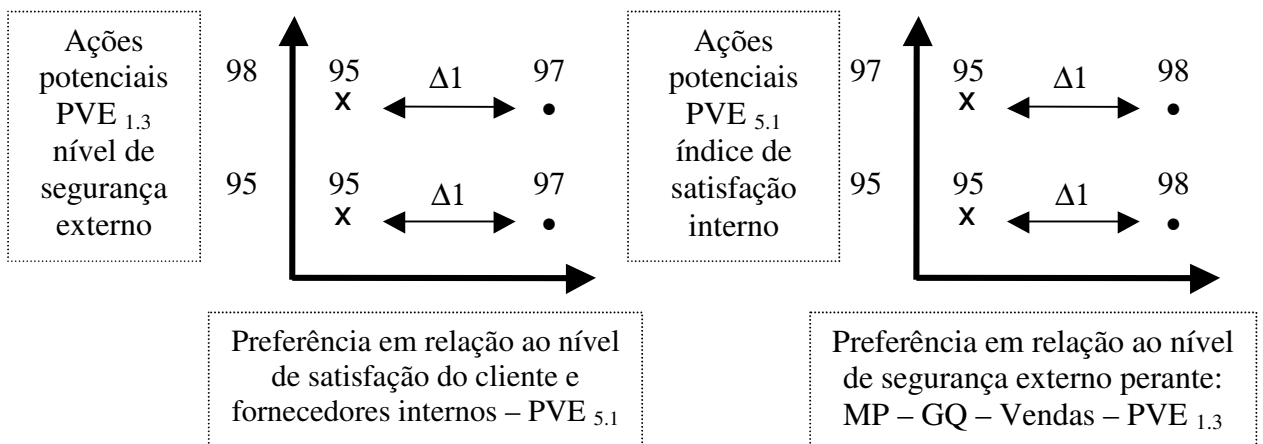 Ações
potenciais
PVE 1.3
nível de
segurança
externo
98
95
Δ1
97
x
•
95
95
Δ1
97
x
•
Preferência em relação ao nível
de satisfação do cliente e
fornecedores internos – PVE 5.1
Ações
potenciais
PVE 5.1
índice de
satisfação
interno
97
95
Δ1
98
x
•
95
95
Δ1
98
x
•
Preferência em relação ao nível
de segurança externo perante:
MP – GQ – Vendas – PVE 1.3